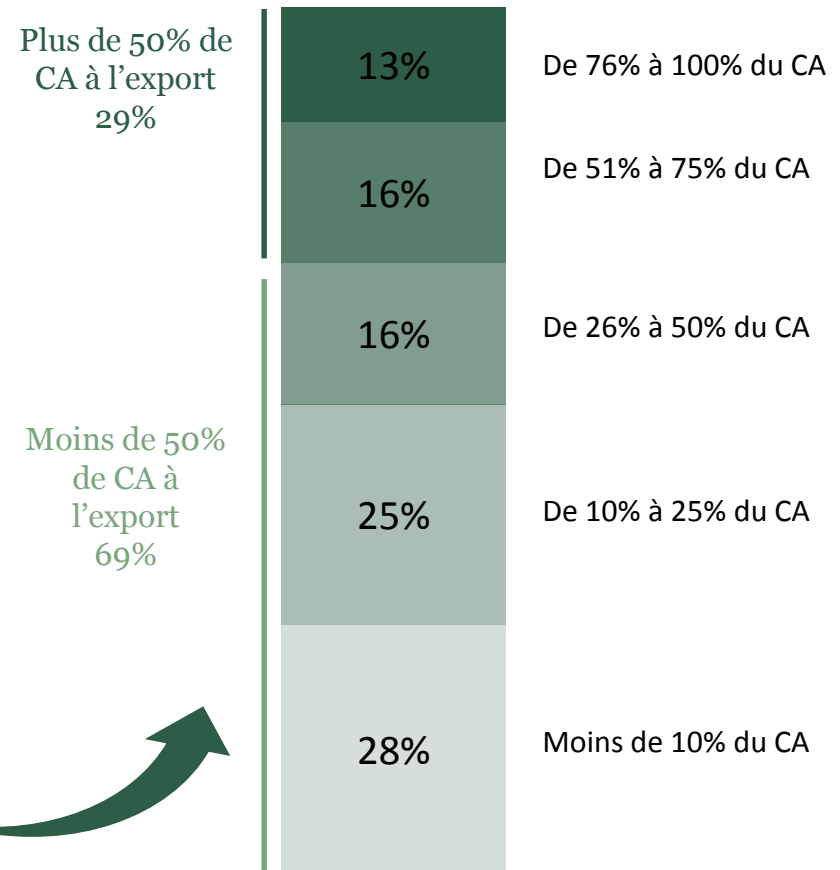 Plus de 50% de
CA à l’export
29%
13%
De 76% à 100% du CA
16%
De 51% à 75% du CA
16%
De 26% à 50% du CA
Moins de 50%
de CA à
l’export
69%
25%
De 10% à 25% du CA
28%
Moins de 10% du CA